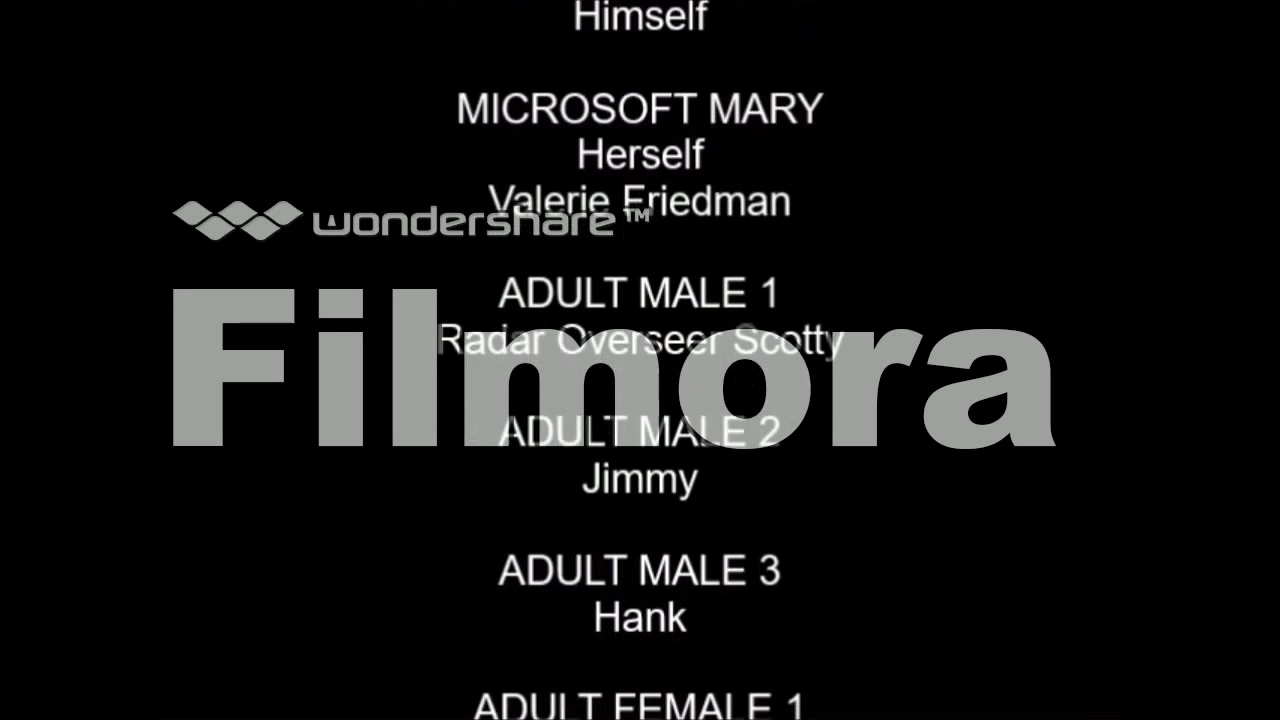 Himself
MICROSOFT MARY
Herself
Valerie Friedman
wondershare™
Filmora
ADULT MALE 1
Radar Overseer Scotty
ADULT MALE 2
Jimmy
ADULT MALE 3
Hank
ADULT FEMALE 1